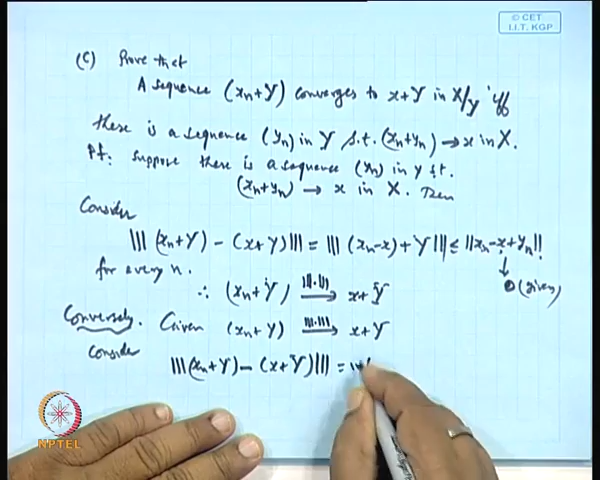 © CET
I.I.T. KGP
(c) Prove that
A sequence (xn+Y) converges to x+Y in X/Y iff
there is a sequence (yn) in Y s.t. (xn+yn) → x in X.
Pf: Suppose there is a sequence (yn) in Y s.t.
(xn+yn) → x in X. Then
Consider
||| (xn+Y) - (x+Y) ||| = ||| (xn-x) + Y ||| ≤ ||xn-x+yn||
for every n.
↓
0 (given)
∴ (xn+Y) —|||.|||→ x+Y
Conversely. Given (xn+Y) —|||.|||→ x+Y
Consider
||| (xn+Y) - (x+Y) ||| =
NPTEL